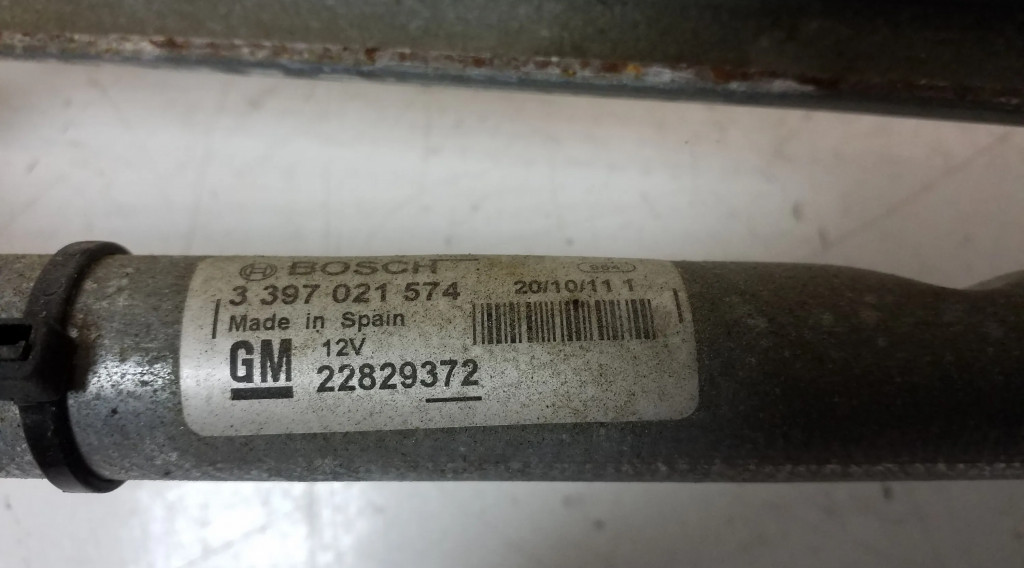 BOSCH
3 397 021 574
20/10/11 1
Made in Spain
GM 12V
22829372